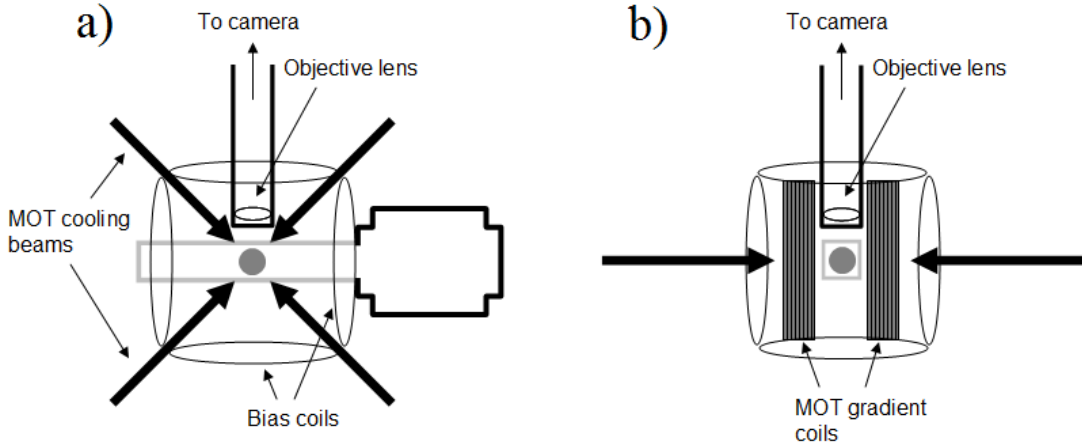 a)
To camera
Objective lens
MOT cooling
beams
Bias coils
b)
To camera
Objective lens
MOT gradient
coils